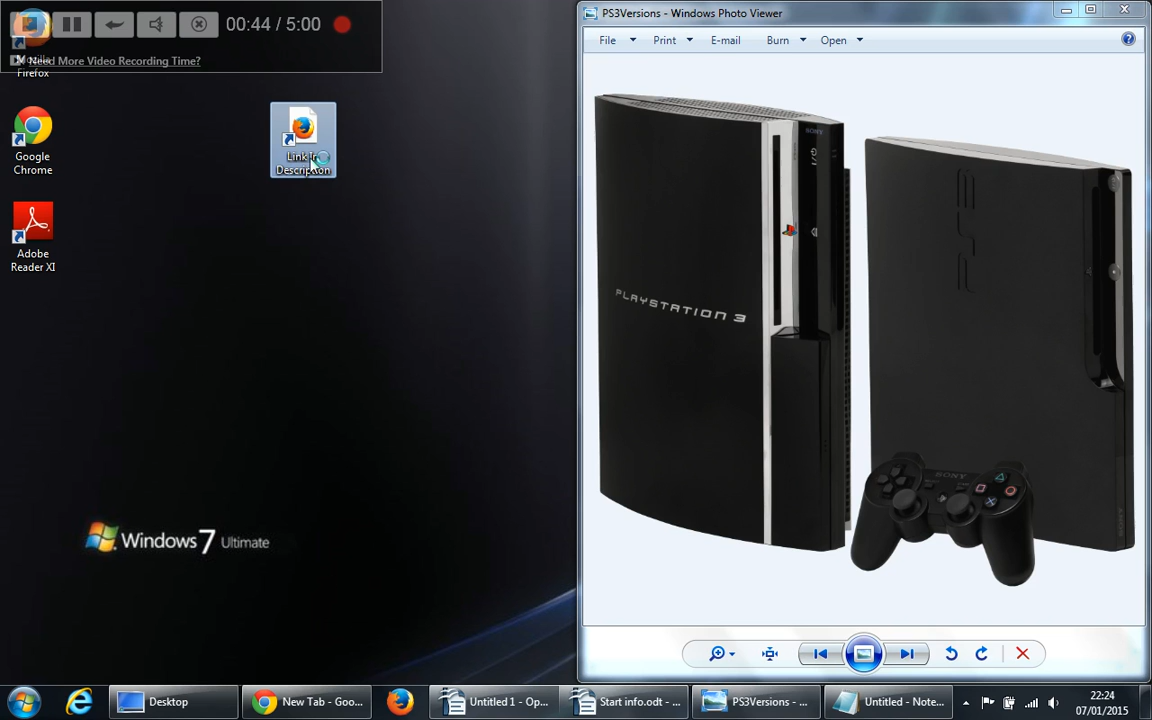 00:44 / 5:00
Need More Video Recording Time?
Firefox
Google
Chrome
Adobe
Reader XI
Link In
Description
Windows 7 Ultimate
PS3Versions - Windows Photo Viewer
File Print E-mail Burn Open
SONY
PLAYSTATION 3
SONY
SONY
Desktop
New Tab - Goo...
Untitled 1 - Op...
Start info.odt - ...
PS3Versions - ...
Untitled - Note...
22:24
07/01/2015